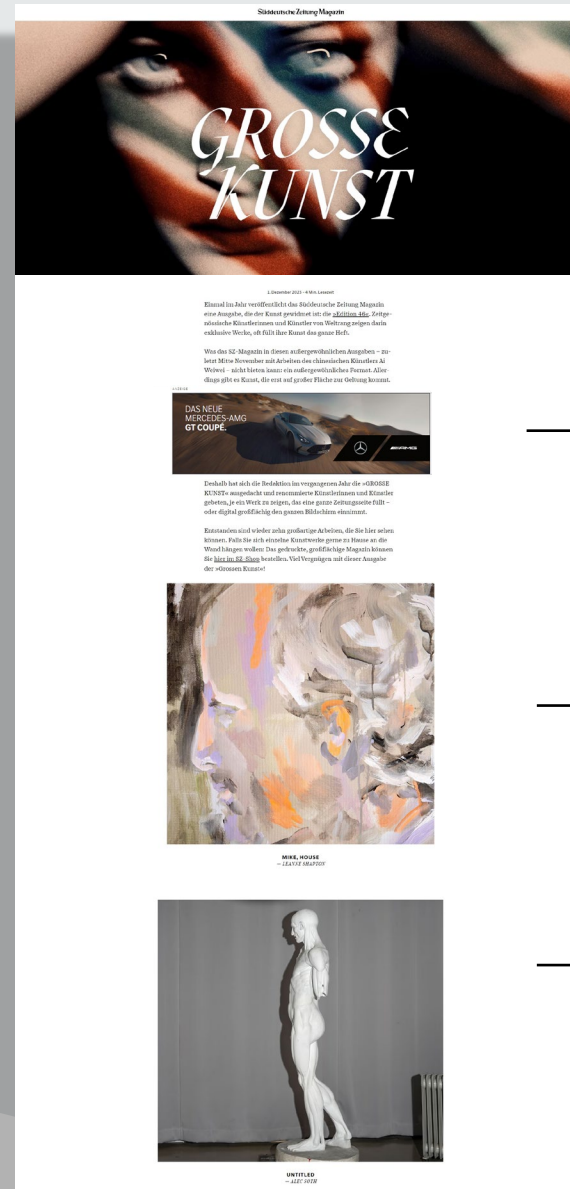 Süddeutsche Zeitung Magazin
GROSSE
KUNST
2. Dezember 2023 - 4 Min. Lesezeit
Einmal im Jahr veröffentlicht das Süddeutsche Zeitung Magazin
eine Ausgabe, die der Kunst gewidmet ist: die »Edition 46«. Zeitge-
nössische Künstlerinnen und Künstler von Weltrang zeigen darin
exklusive Werke, oft füllt ihre Kunst das ganze Heft.
Was das SZ-Magazin in diesen außergewöhnlichen Ausgaben – zu-
letzt Mitte November mit Arbeiten des chinesischen Künstlers Ai
Weiwei – nicht bieten kann: ein außergewöhnliches Format. Aller-
dings gibt es Kunst, die erst auf großer Fläche zur Geltung kommt.
ANZEIGE
DAS NEUE
MERCEDES-AMG
GT COUPÉ.
AMG
Deshalb hat sich die Redaktion im vergangenen Jahr die »GROSSE
KUNST« ausgedacht und renommierte Künstlerinnen und Künstler
gebeten, je ein Werk zu zeigen, das eine ganze Zeitungsseite füllt –
oder digital großflächig den ganzen Bildschirm einnimmt.
Entstanden sind wieder zehn großartige Arbeiten, die Sie hier sehen
können. Falls Sie sich einzelne Kunstwerke gerne zu Hause an die
Wand hängen wollen: Das gedruckte, großflächige Magazin können
Sie hier im SZ-Shop bestellen. Viel Vergnügen mit dieser Ausgabe
der »Grossen Kunst«!
MIKE, HOUSE
— LEANNE SHAPTON
UNTITLED
— ALEC SOTH